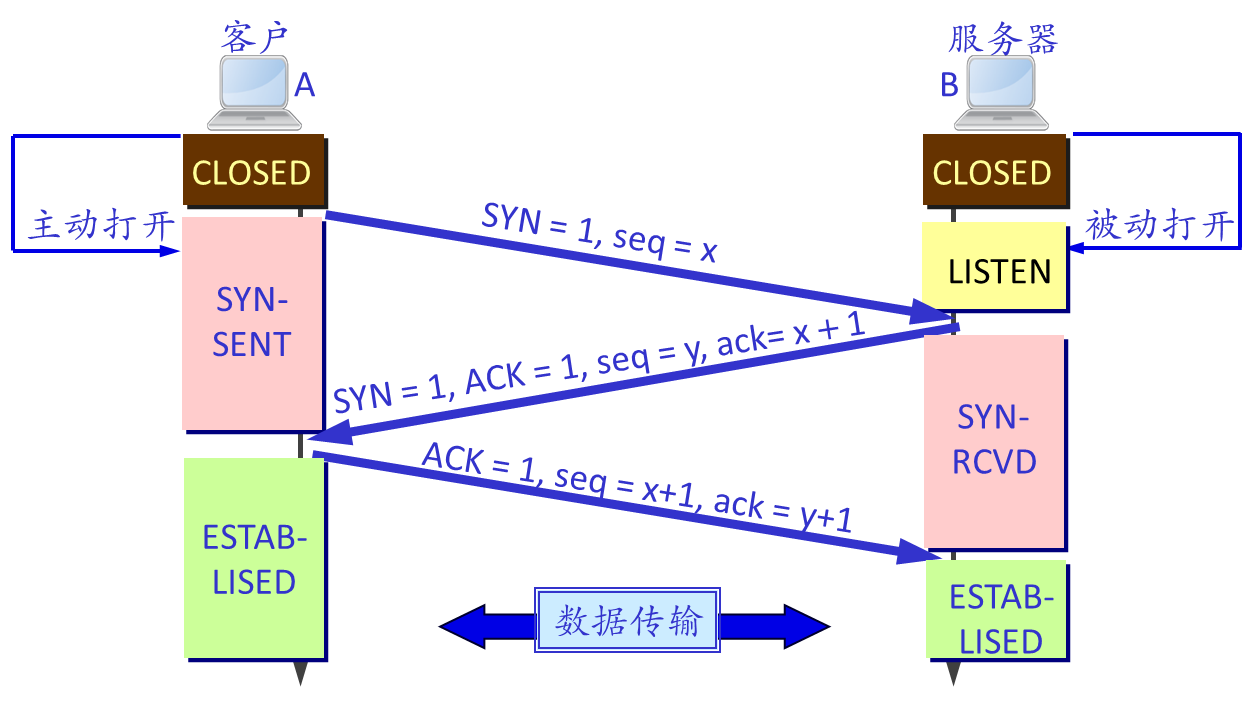 客户
服务器
A
B
CLOSED
CLOSED
主动打开
SYN = 1, seq = x
被动打开
LISTEN
SYN-
SENT
SYN = 1, ACK = 1, seq = y, ack= x + 1
SYN-
RCVD
ACK = 1, seq = x+1, ack = y+1
ESTAB-
LISED
数据传输
ESTAB-
LISED